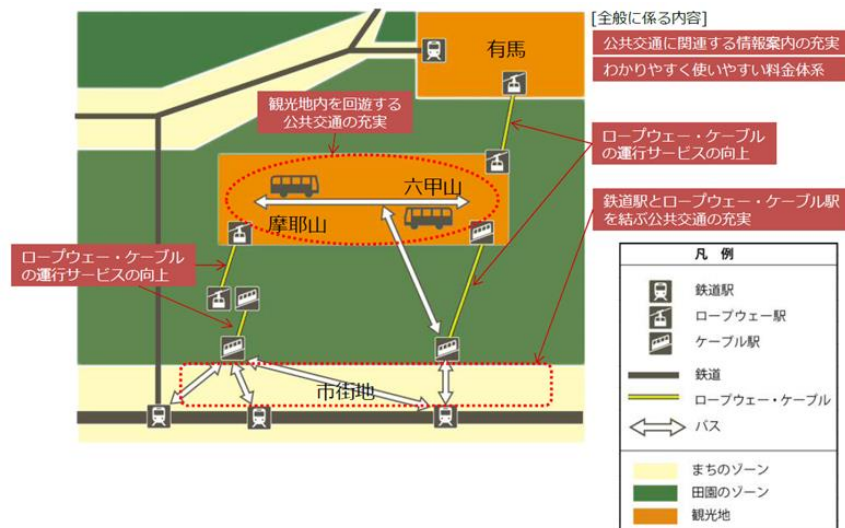 [全般に係る内容]
公共交通に関連する情報案内の充実
わかりやすく使いやすい料金体系
有馬
観光地内を回遊する
公共交通の充実
ロープウェー・ケーブル
の運行サービスの向上
六甲山
摩耶山
鉄道駅とロープウェー・ケーブル駅
を結ぶ公共交通の充実
ロープウェー・ケーブル
の運行サービスの向上
市街地
凡 例
鉄道駅
ロープウェー駅
ケーブル駅
鉄道
ロープウェー・ケーブル
バス
まちのゾーン
田園のゾーン
観光地